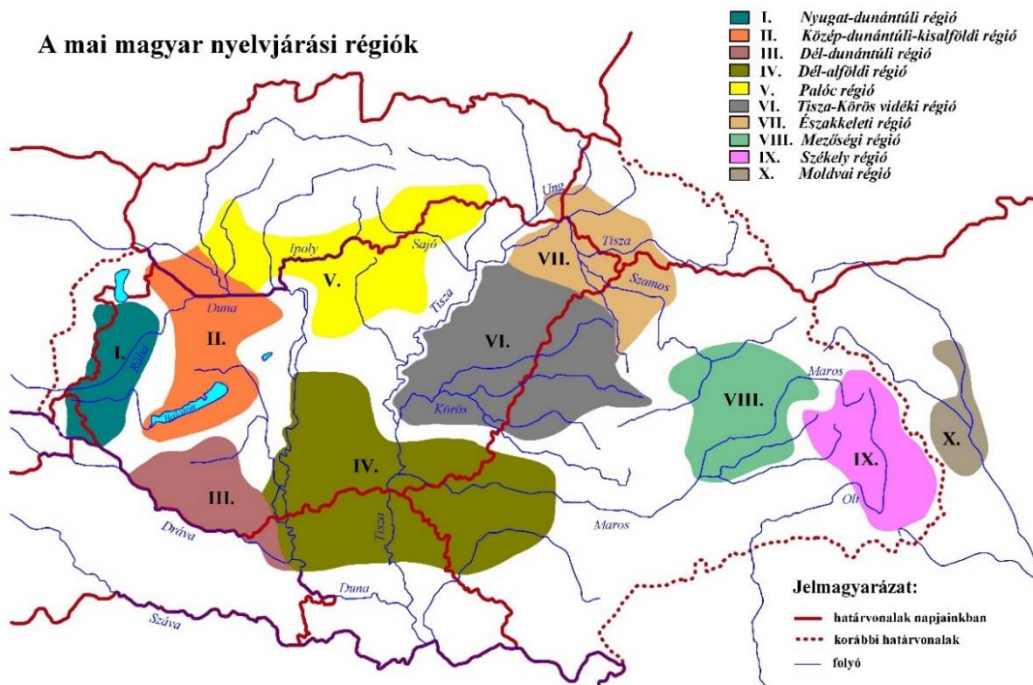 A mai magyar nyelvjárási régiók
I. Nyugat-dunántúli régió
II. Közép-dunántúli-kisalföldi régió
III. Dél-dunántúli régió
IV. Dél-alföldi régió
V. Palóc régió
VI. Tisza-Körös vidéki régió
VII. Északkeleti régió
VIII. Mezőségi régió
IX. Székely régió
X. Moldvai régió
Ung
Ipoly
Sajó
Tisza
V.
VII.
Tisza
Szamos
Duna
I.
Rába
II.
Balaton
VI.
Körös
VIII.
Maros
IX.
X.
Olt
III.
IV.
Dráva
Tisza
Maros
Duna
Száva
Jelmagyarázat:
határvonalak napjainkban
korábbi határvonalak
folyó